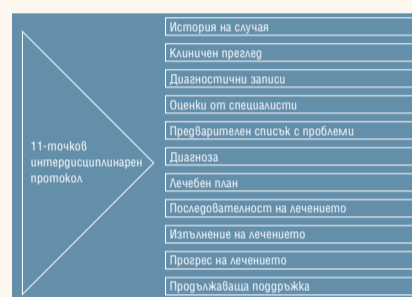 11-точков
интердисциплинарен
протокол
История на случая
Клиничен преглед
Диагностични записи
Оценки от специалисти
Предварителен списък с проблеми
Диагноза
Лечебен план
Последователност на лечението
Изпълнение на лечението
Прогрес на лечението
Продължаваща поддръжка